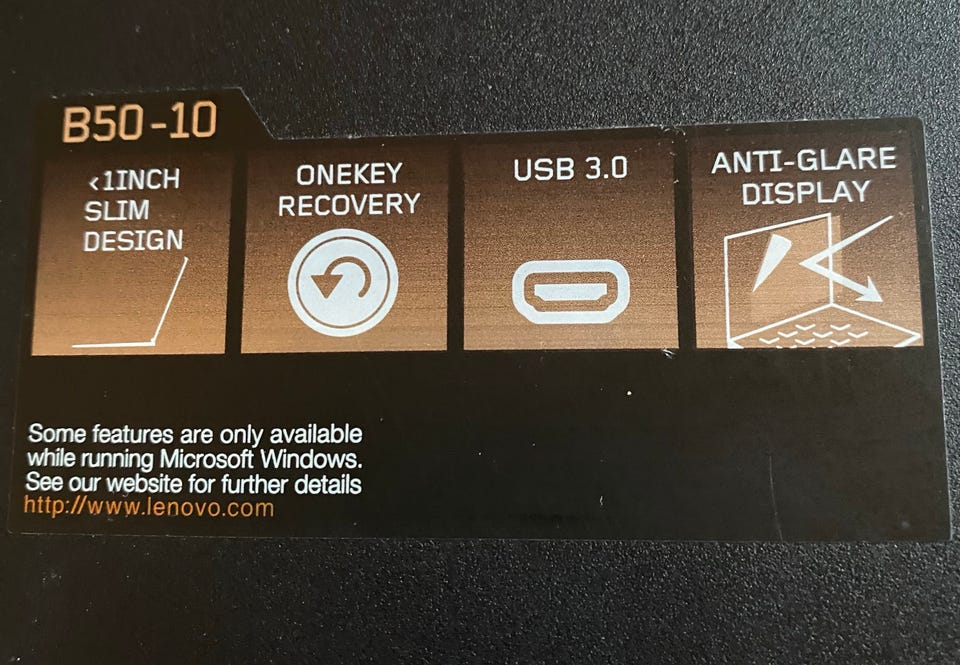 B50-10
<1INCH
SLIM
DESIGN
ONEKEY
RECOVERY
USB 3.0
ANTI-GLARE
DISPLAY
Some features are only available
while running Microsoft Windows.
See our website for further details
http://www.lenovo.com